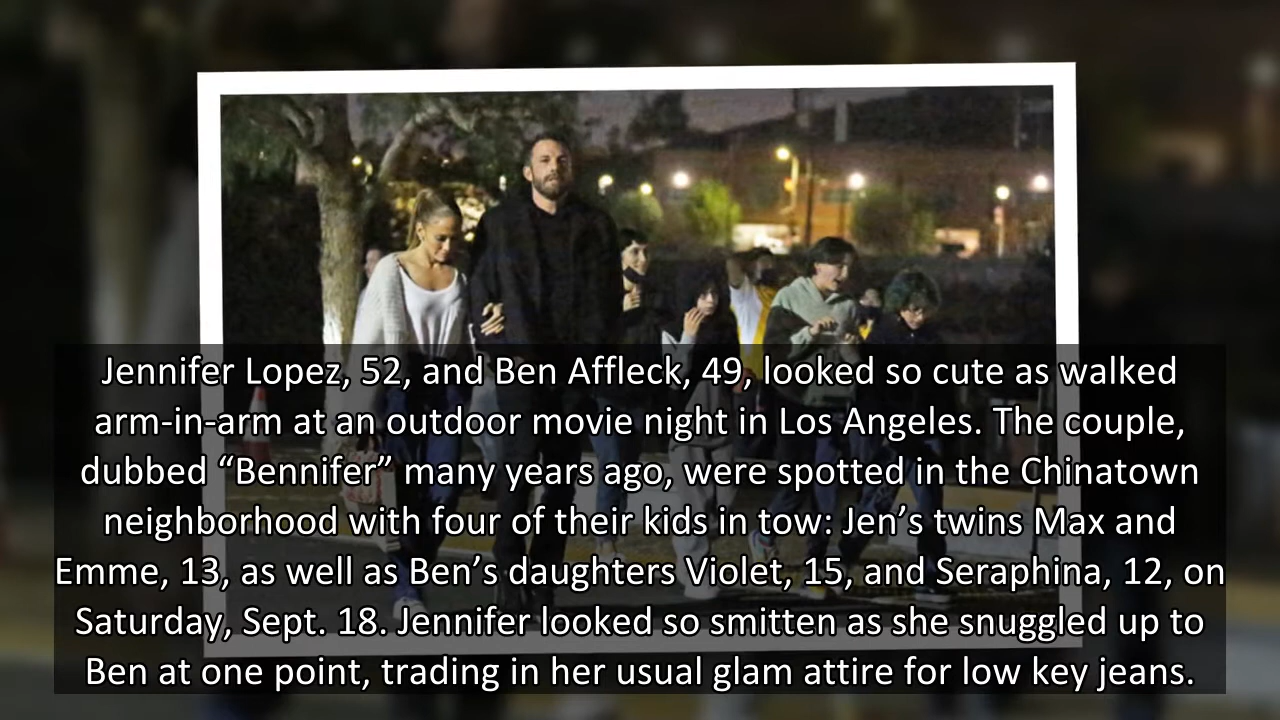 Jennifer Lopez, 52, and Ben Affleck, 49, looked so cute as walked
arm-in-arm at an outdoor movie night in Los Angeles. The couple,
dubbed “Bennifer” many years ago, were spotted in the Chinatown
neighborhood with four of their kids in tow: Jen’s twins Max and
Emme, 13, as well as Ben’s daughters Violet, 15, and Seraphina, 12, on
Saturday, Sept. 18. Jennifer looked so smitten as she snuggled up to
Ben at one point, trading in her usual glam attire for low key jeans.